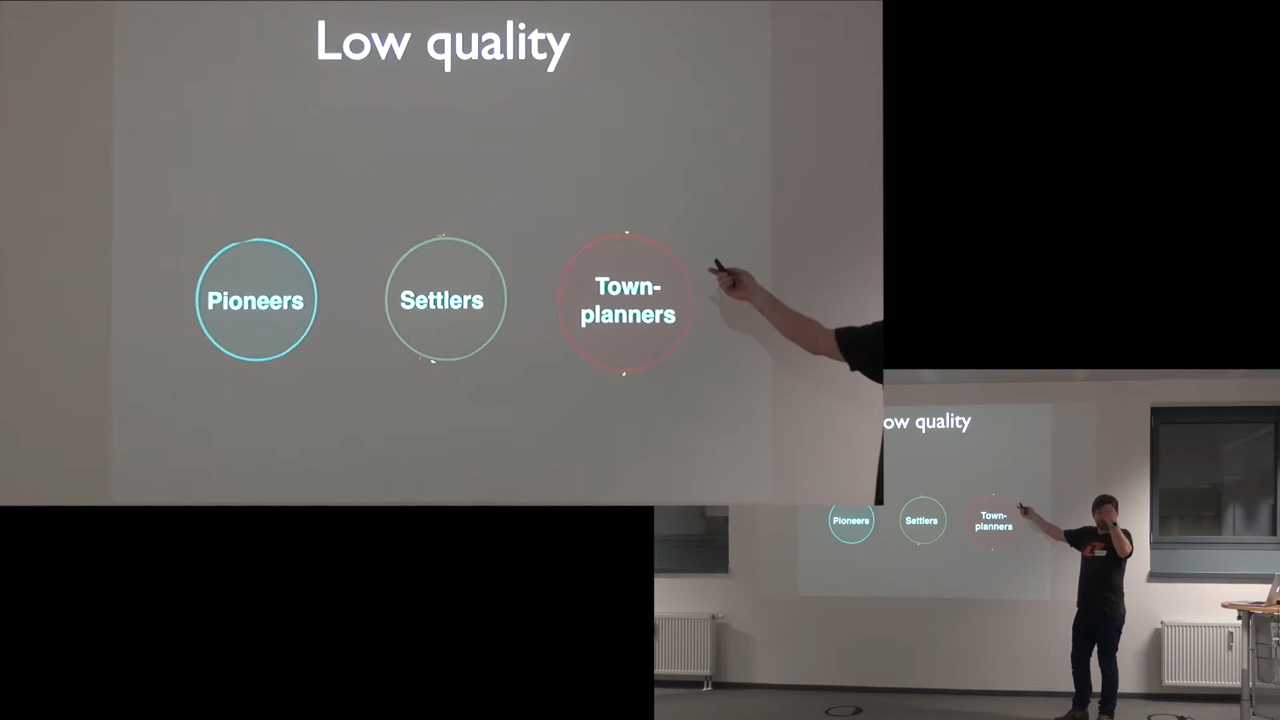 Low quality
Pioneers
Settlers
Town-
planners
ow quality
Pioneers
Settlers
Town-
planners